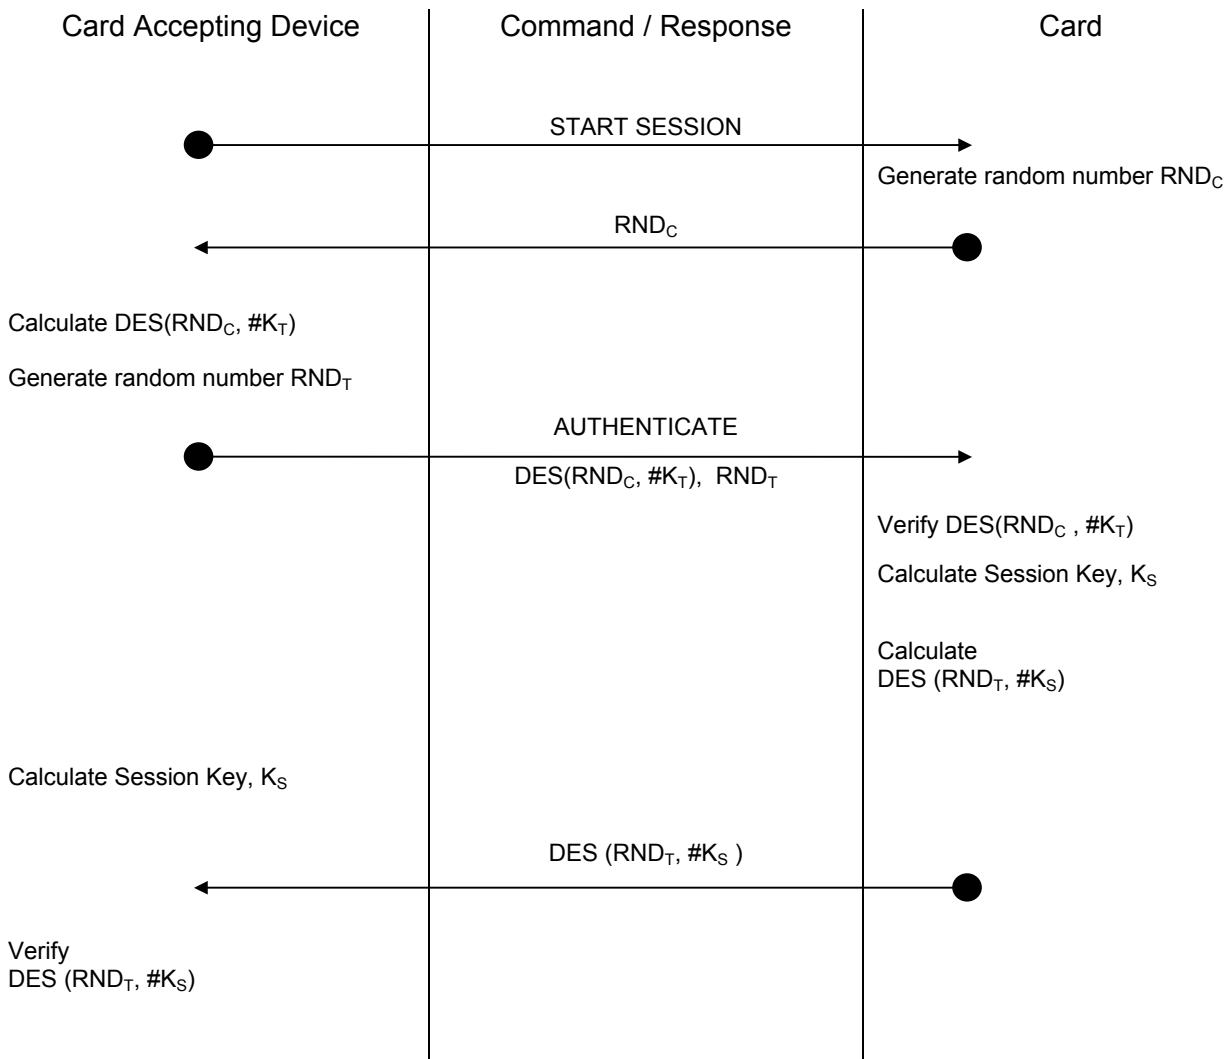 Card Accepting Device
Command / Response
Card
START SESSION
Generate random number RND_C
RND_C
Calculate DES(RND_C, #K_T)
Generate random number RND_T
AUTHENTICATE
DES(RND_C, #K_T), RND_T
Verify DES(RND_C , #K_T)
Calculate Session Key, K_S
Calculate
DES (RND_T, #K_S)
Calculate Session Key, K_S
DES (RND_T, #K_S )
Verify
DES (RND_T, #K_S)